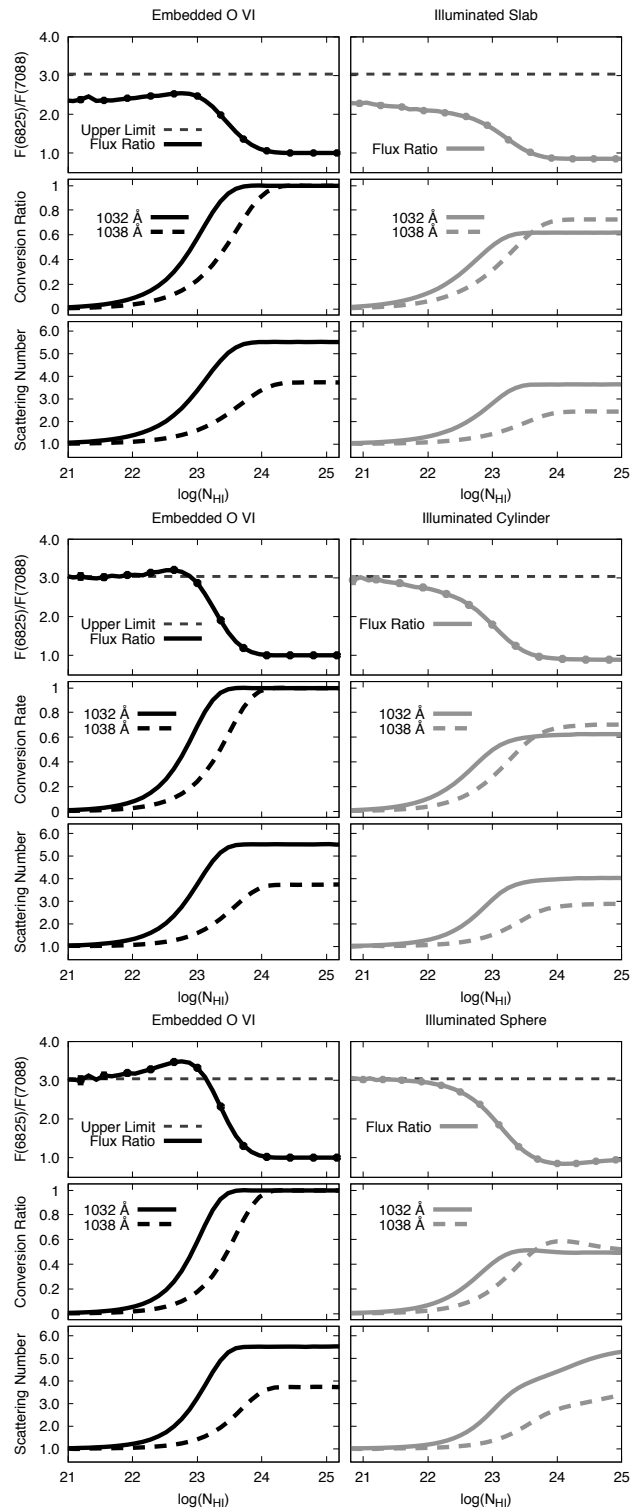 Embedded O VI
Illuminated Slab
F(6825)/F(7088)
4.0
3.0
2.0
1.0
Upper Limit
Flux Ratio
Flux Ratio
Conversion Ratio
1
0.8
0.6
0.4
0.2
0
1032 Å
1038 Å
1032 Å
1038 Å
Scattering Number
6.0
5.0
4.0
3.0
2.0
1.0
21 22 23 24 25
21 22 23 24 25
log(N_HI)
log(N_HI)
Embedded O VI
Illuminated Cylinder
F(6825)/F(7088)
4.0
3.0
2.0
1.0
Upper Limit
Flux Ratio
Flux Ratio
Conversion Rate
1
0.8
0.6
0.4
0.2
0
1032 Å
1038 Å
1032 Å
1038 Å
Scattering Number
6.0
5.0
4.0
3.0
2.0
1.0
21 22 23 24 25
21 22 23 24 25
log(N_HI)
log(N_HI)
Embedded O VI
Illuminated Sphere
F(6825)/F(7088)
4.0
3.0
2.0
1.0
Upper Limit
Flux Ratio
Flux Ratio
Conversion Ratio
1
0.8
0.6
0.4
0.2
0
1032 Å
1038 Å
1032 Å
1038 Å
Scattering Number
6.0
5.0
4.0
3.0
2.0
1.0
21 22 23 24 25
21 22 23 24 25
log(N_HI)
log(N_HI)